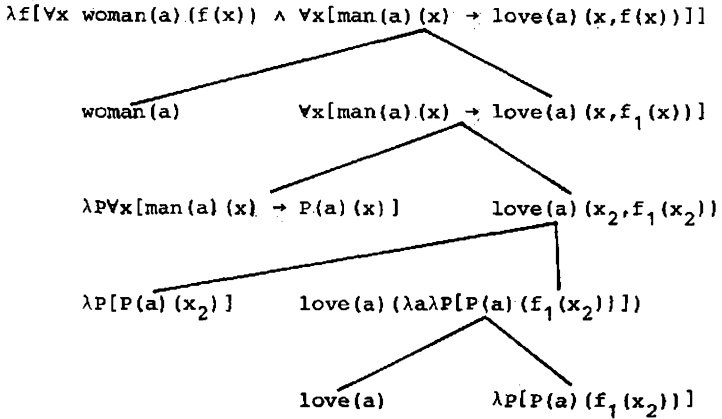 λf[∀x woman(a)(f(x)) ∧ ∀x[man(a)(x) → love(a)(x,f(x))]]
woman(a) ∀x[man(a)(x) → love(a)(x,f₁(x))]
λP∀x[man(a)(x) → P(a)(x)] love(a)(x₂,f₁(x₂))
λP[P(a)(x₂)] love(a)(λaλP[P(a)(f₁(x₂)}])
love(a) λP[P(a)(f₁(x₂))]